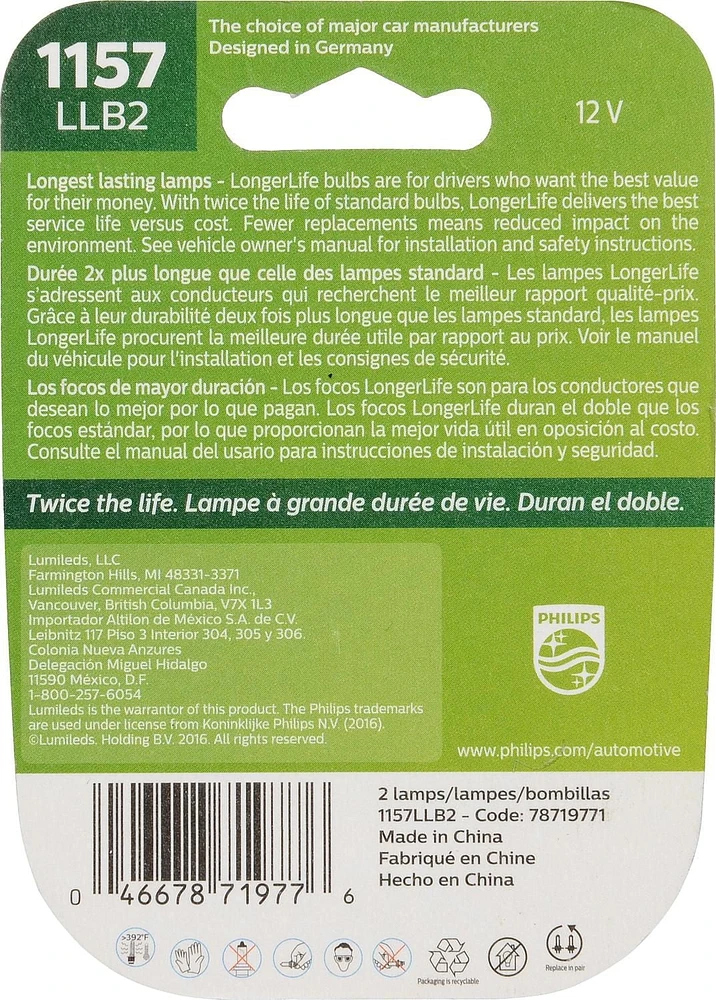 1157
LLB2
The choice of major car manufacturers
Designed in Germany
12 V
Longest lasting lamps - LongerLife bulbs are for drivers who want the best value
for their money. With twice the life of standard bulbs, LongerLife delivers the best
service life versus cost. Fewer replacements means reduced impact on the
environment. See vehicle owner's manual for installation and safety instructions.
Durée 2x plus longue que celle des lampes standard - Les lampes LongerLife
s'adressent aux conducteurs qui recherchent le meilleur rapport qualité-prix.
Grâce à leur durabilité deux fois plus longue que les lampes standard, les lampes
LongerLife procurent la meilleure durée utile par rapport au prix. Voir le manuel
du véhicule pour l'installation et les consignes de sécurité.
Los focos de mayor duración - Los focos LongerLife son para los conductores que
desean lo mejor por lo que pagan. Los focos LongerLife duran el doble que los
focos estándar, por lo que proporcionan la mejor vida útil en oposición al costo.
Consulte el manual del usario para instrucciones de instalación y seguridad.
Twice the life. Lampe à grande durée de vie. Duran el doble.
Lumileds, LLC
Farmington Hills, MI 48331-3371
Lumileds Commercial Canada Inc.,
Vancouver, British Columbia, V7X 1L3
Importador Altilon de México S.A. de C.V.
Leibnitz 117 Piso 3 Interior 304, 305 y 306.
Colonia Nueva Anzures
Delegación Miguel Hidalgo
11590 México, D.F.
1-800-257-6054
Lumileds is the warrantor of this product. The Philips trademarks
are used under license from Koninklijke Philips N.V. (2016).
©Lumileds. Holding B.V. 2016. All rights reserved.
PHILIPS
www.philips.com/automotive
2 lamps/lampes/bombillas
1157LLB2 - Code: 78719771
Made in China
Fabriqué en Chine
Hecho en China
0 46678 71977 6
>392°F
Packaging is recyclable
Replace in pair